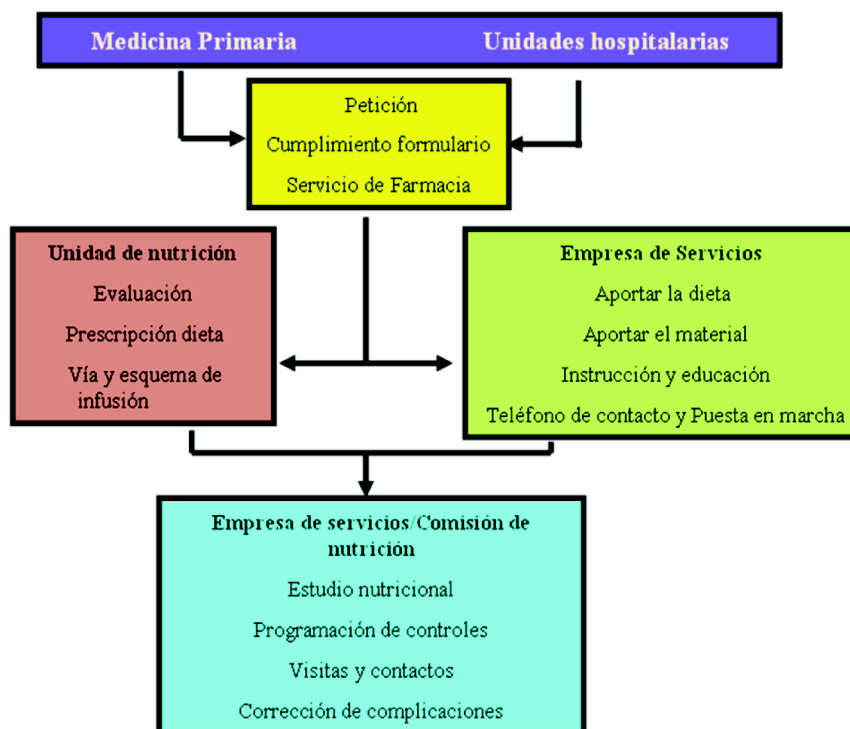 Medicina Primaria
Unidades hospitalarias
Petición
Cumplimiento formulario
Servicio de Farmacia
Unidad de nutrición
Evaluación
Prescripción dieta
Vía y esquema de
infusión
Empresa de Servicios
Aportar la dieta
Aportar el material
Instrucción y educación
Teléfono de contacto y Puesta en marcha
Empresa de servicios/Comisión de
nutrición
Estudio nutricional
Programación de controles
Visitas y contactos
Corrección de complicaciones